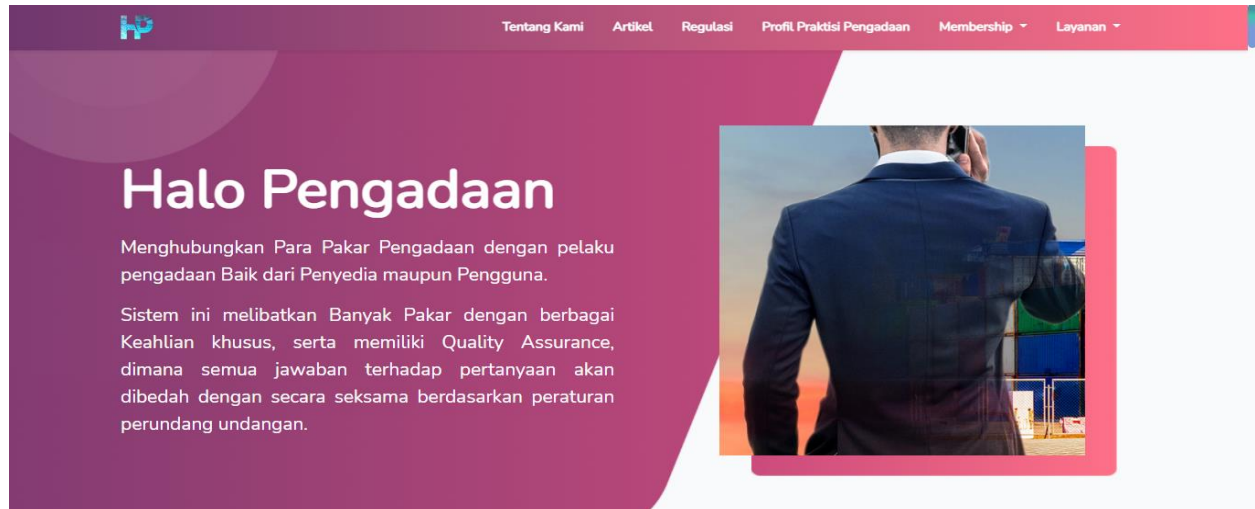 HP
Tentang Kami Artikel Regulasi Profil Praktisi Pengadaan Membership Layanan
Halo Pengadaan
Menghubungkan Para Pakar Pengadaan dengan pelaku
pengadaan Baik dari Penyedia maupun Pengguna.
Sistem ini melibatkan Banyak Pakar dengan berbagai
Keahlian khusus, serta memiliki Quality Assurance,
dimana semua jawaban terhadap pertanyaan akan
dibedah dengan secara seksama berdasarkan peraturan
perundang undangan.